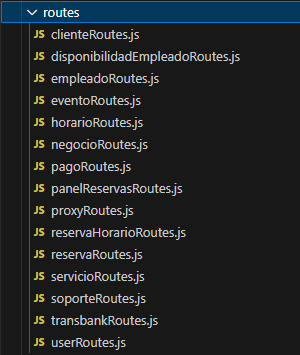 routes
JS clienteRoutes.js
JS disponibilidadEmpleadoRoutes.js
JS empleadoRoutes.js
JS eventoRoutes.js
JS horarioRoutes.js
JS negocioRoutes.js
JS pagoRoutes.js
JS panelReservasRoutes.js
JS proxyRoutes.js
JS reservaHorarioRoutes.js
JS reservaRoutes.js
JS servicioRoutes.js
JS soporteRoutes.js
JS transbankRoutes.js
JS userRoutes.js